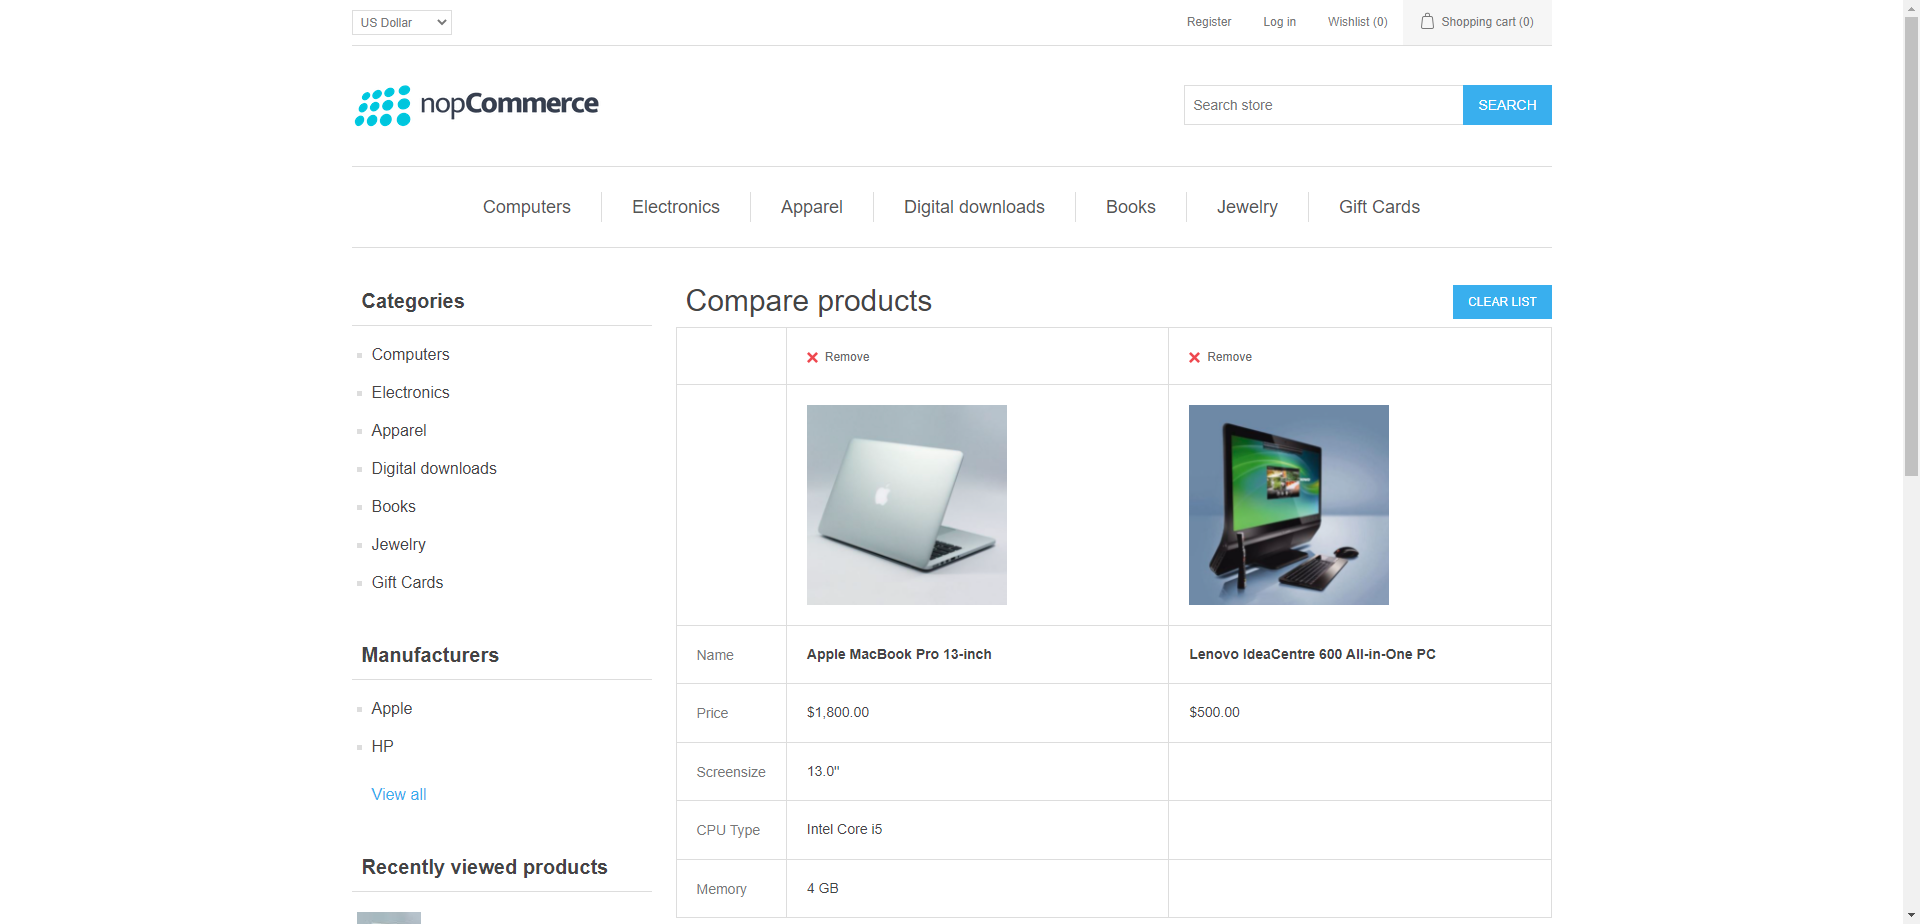 US Dollar
Register
Log in
Wishlist (0)
Shopping cart (0)
nopCommerce
Search store
SEARCH
Computers
Electronics
Apparel
Digital downloads
Books
Jewelry
Gift Cards
Categories
Computers
Electronics
Apparel
Digital downloads
Books
Jewelry
Gift Cards
Manufacturers
Apple
HP
View all
Recently viewed products
Compare products
CLEAR LIST
Remove
Remove
Name
Apple MacBook Pro 13-inch
Lenovo IdeaCentre 600 All-in-One PC
Price
$1,800.00
$500.00
Screensize
13.0''
CPU Type
Intel Core i5
Memory
4 GB